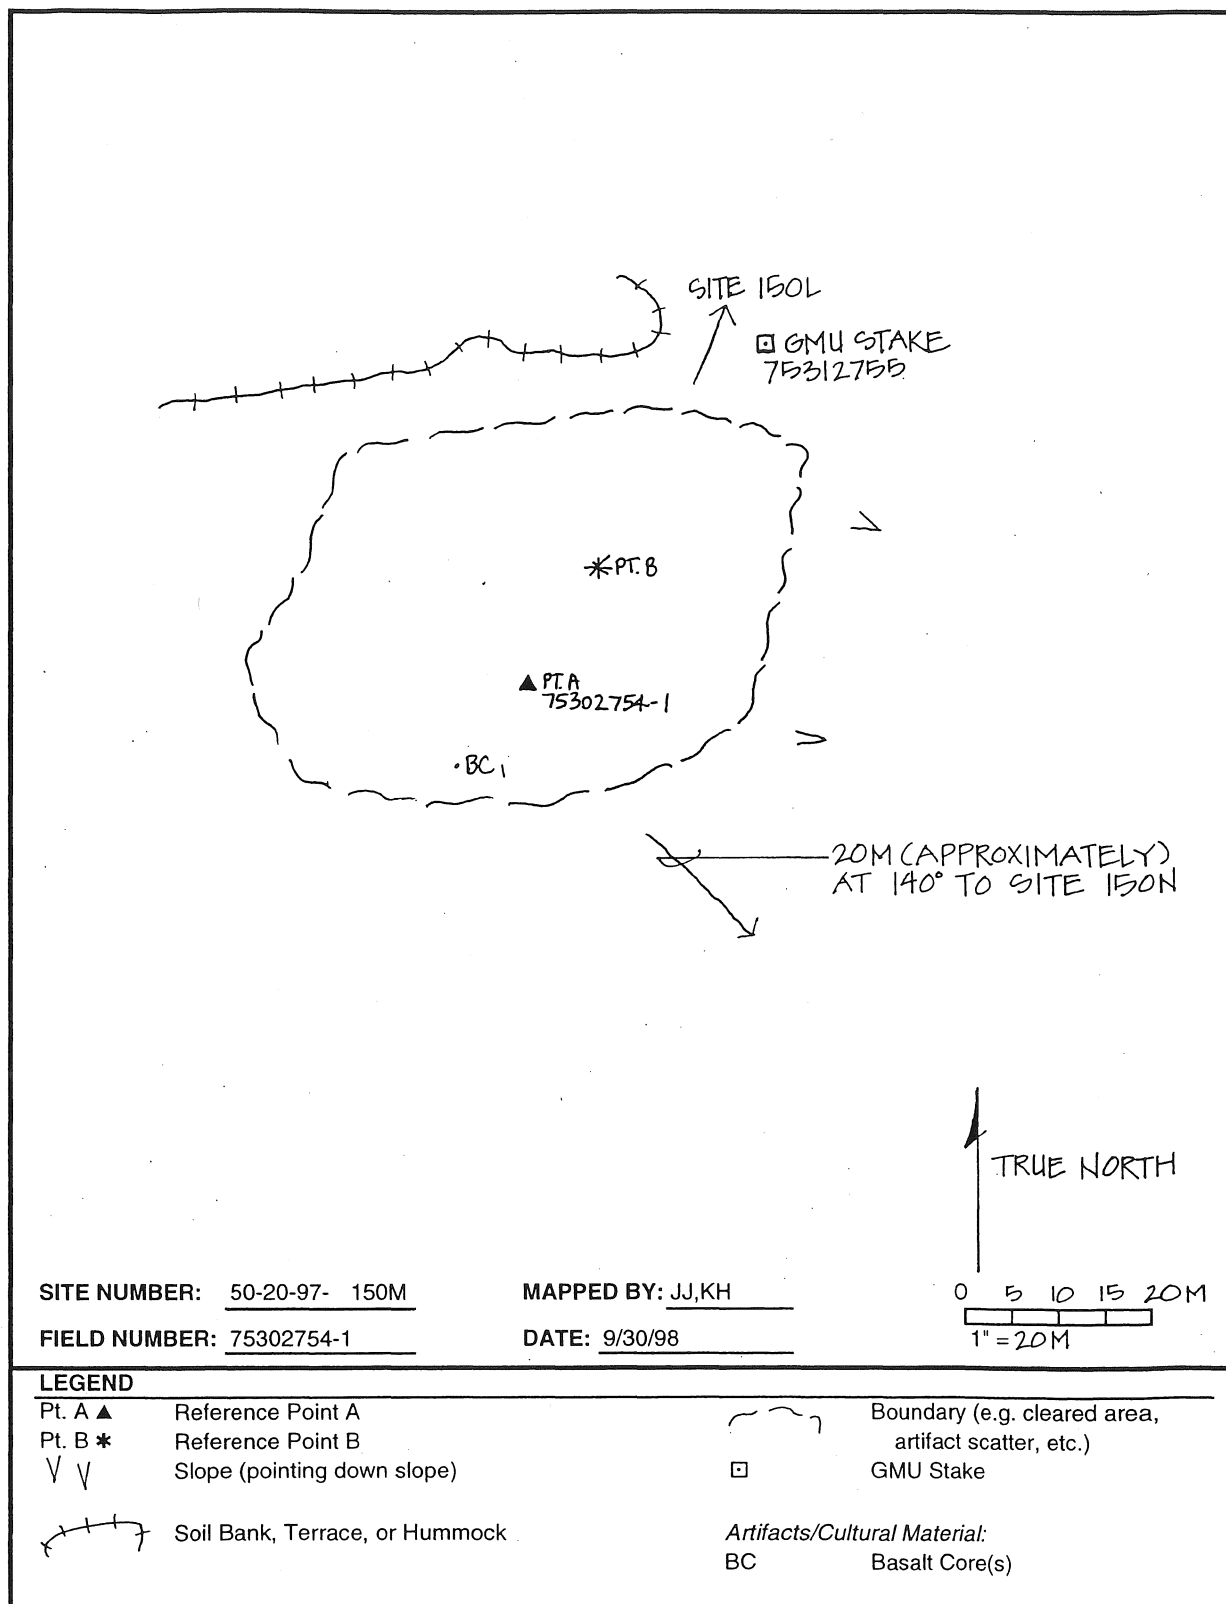 SITE 150L
GMU STAKE
75312755
PT. B
PT. A
75302754-1
BC 1
20M (APPROXIMATELY)
AT 140° TO SITE 150N
TRUE NORTH
SITE NUMBER: 50-20-97- 150M
MAPPED BY: JJ,KH
0 5 10 15 20M
FIELD NUMBER: 75302754-1
DATE: 9/30/98
1" = 20M
LEGEND
Pt. A Reference Point A
Pt. B Reference Point B
Slope (pointing down slope)
Soil Bank, Terrace, or Hummock
Boundary (e.g. cleared area,
artifact scatter, etc.)
GMU Stake
Artifacts/Cultural Material:
BC Basalt Core(s)